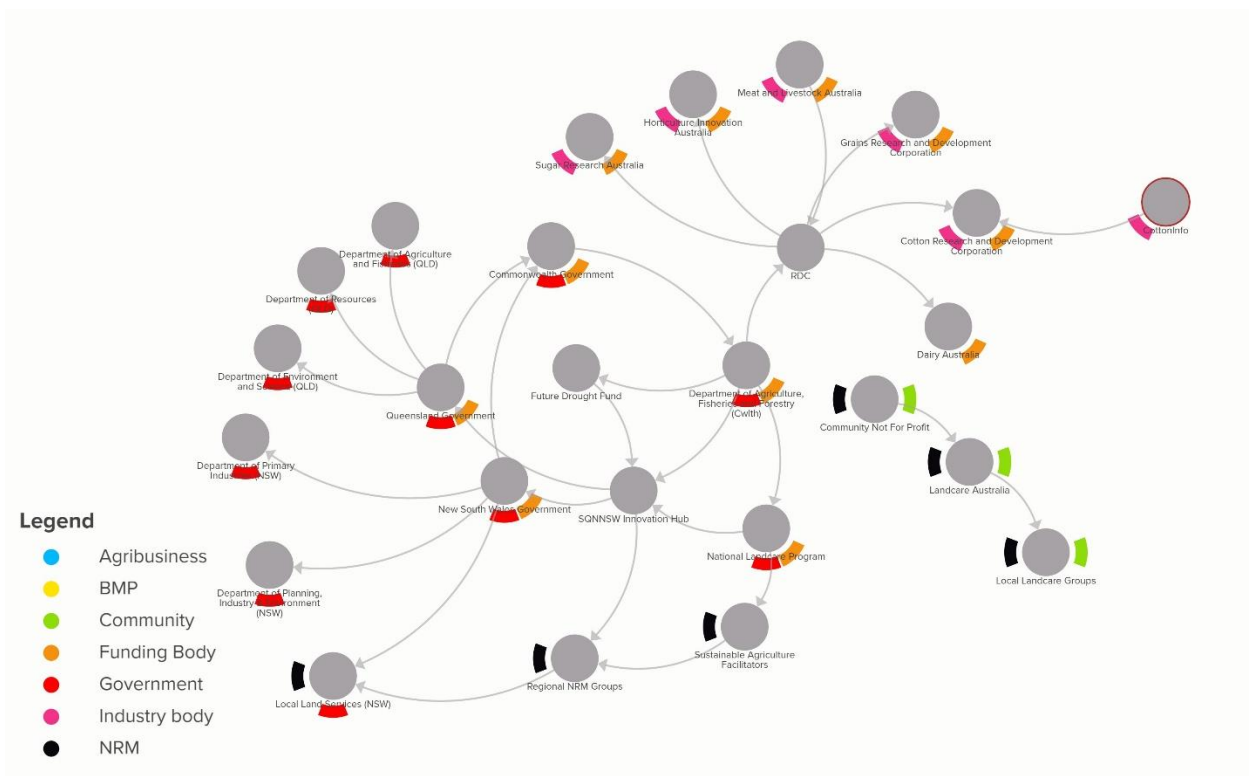 Meat and Livestock Australia
Horticulture Innovation
Australia
Grains Research and Development
Corporation
Sugar Research Australia
Cotton Research and Development
Corporation
CottonInfo
RDC
Department of Agriculture
and Fisheries (QLD)
Commonwealth Government
Department of Resources
Dairy Australia
Department of Environment
and Science (QLD)
Future Drought Fund
Department of Agriculture,
Fisheries and Forestry
(Cwlth)
Queensland Government
Community Not For Profit
Department of Primary
Industries (NSW)
Landcare Australia
New South Wales Government
SQNNSW Innovation Hub
National Landcare Program
Local Landcare Groups
Department of Planning,
Industry Environment
(NSW)
Sustainable Agriculture
Facilitators
Regional NRM Groups
Local Land Services (NSW)
Legend
Agribusiness
BMP
Community
Funding Body
Government
Industry body
NRM